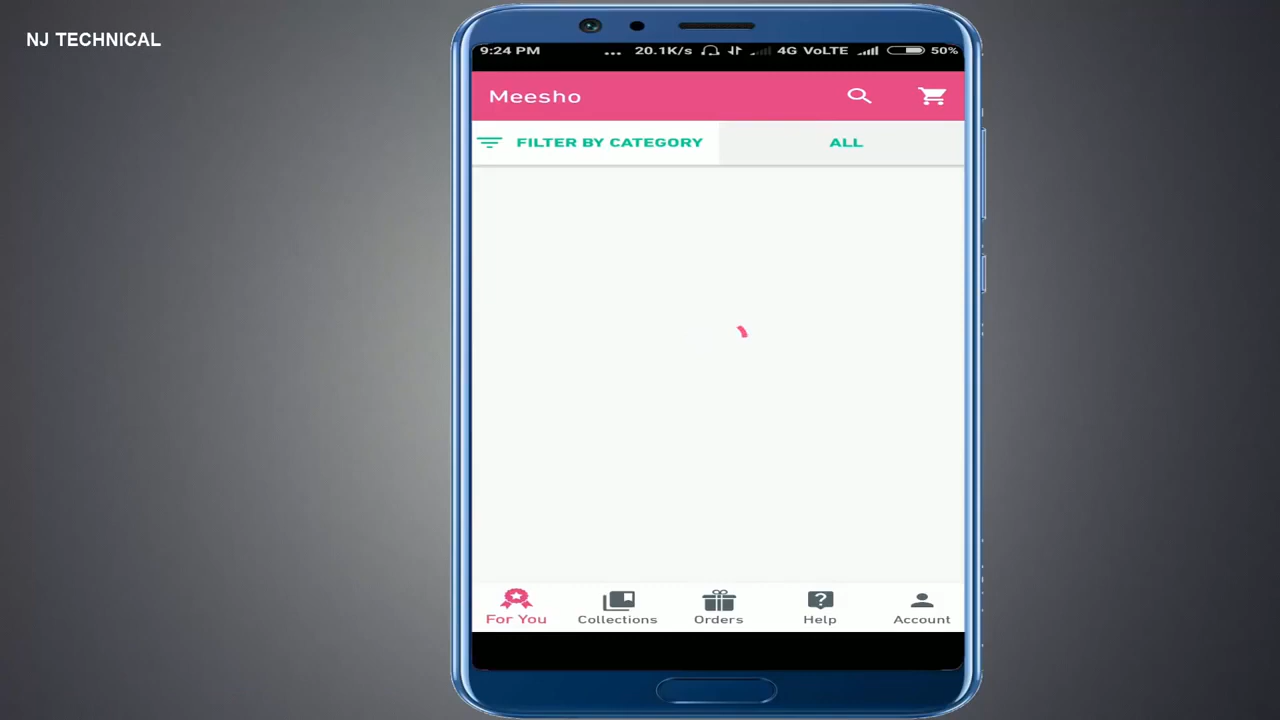 NJ TECHNICAL
9:24 PM ... 20.1K/s 4G VoLTE 50%
Meesho
FILTER BY CATEGORY ALL
For You Collections Orders Help Account